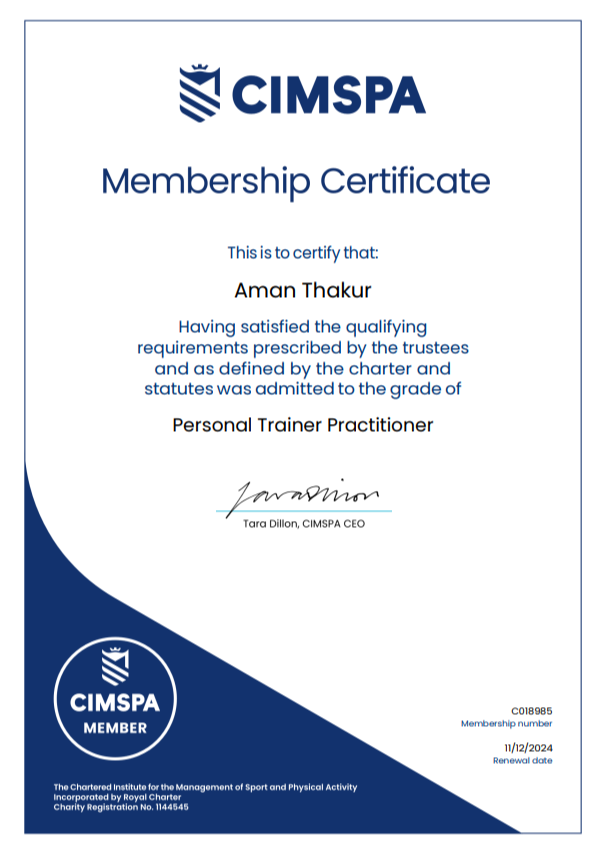 CIMSPA
Membership Certificate
This is to certify that:
Aman Thakur
Having satisfied the qualifying
requirements prescribed by the trustees
and as defined by the charter and
statutes was admitted to the grade of
Personal Trainer Practitioner
Tara Dillon, CIMSPA CEO
CIMSPA
MEMBER
C018985
Membership number
11/12/2024
Renewal date
The Chartered Institute for the Management of Sport and Physical Activity
Incorporated by Royal Charter
Charity Registration No. 1144545